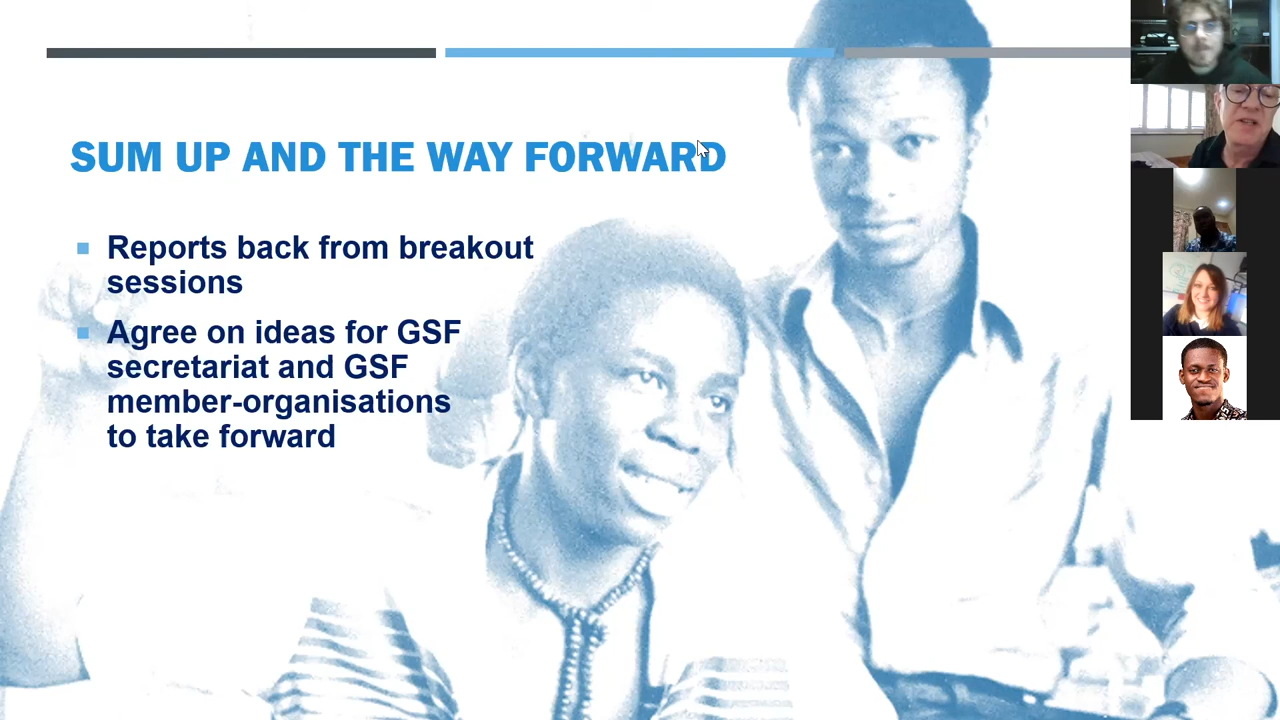 SUM UP AND THE WAY FORWARD
Reports back from breakout
sessions
Agree on ideas for GSF
secretariat and GSF
member-organisations
to take forward